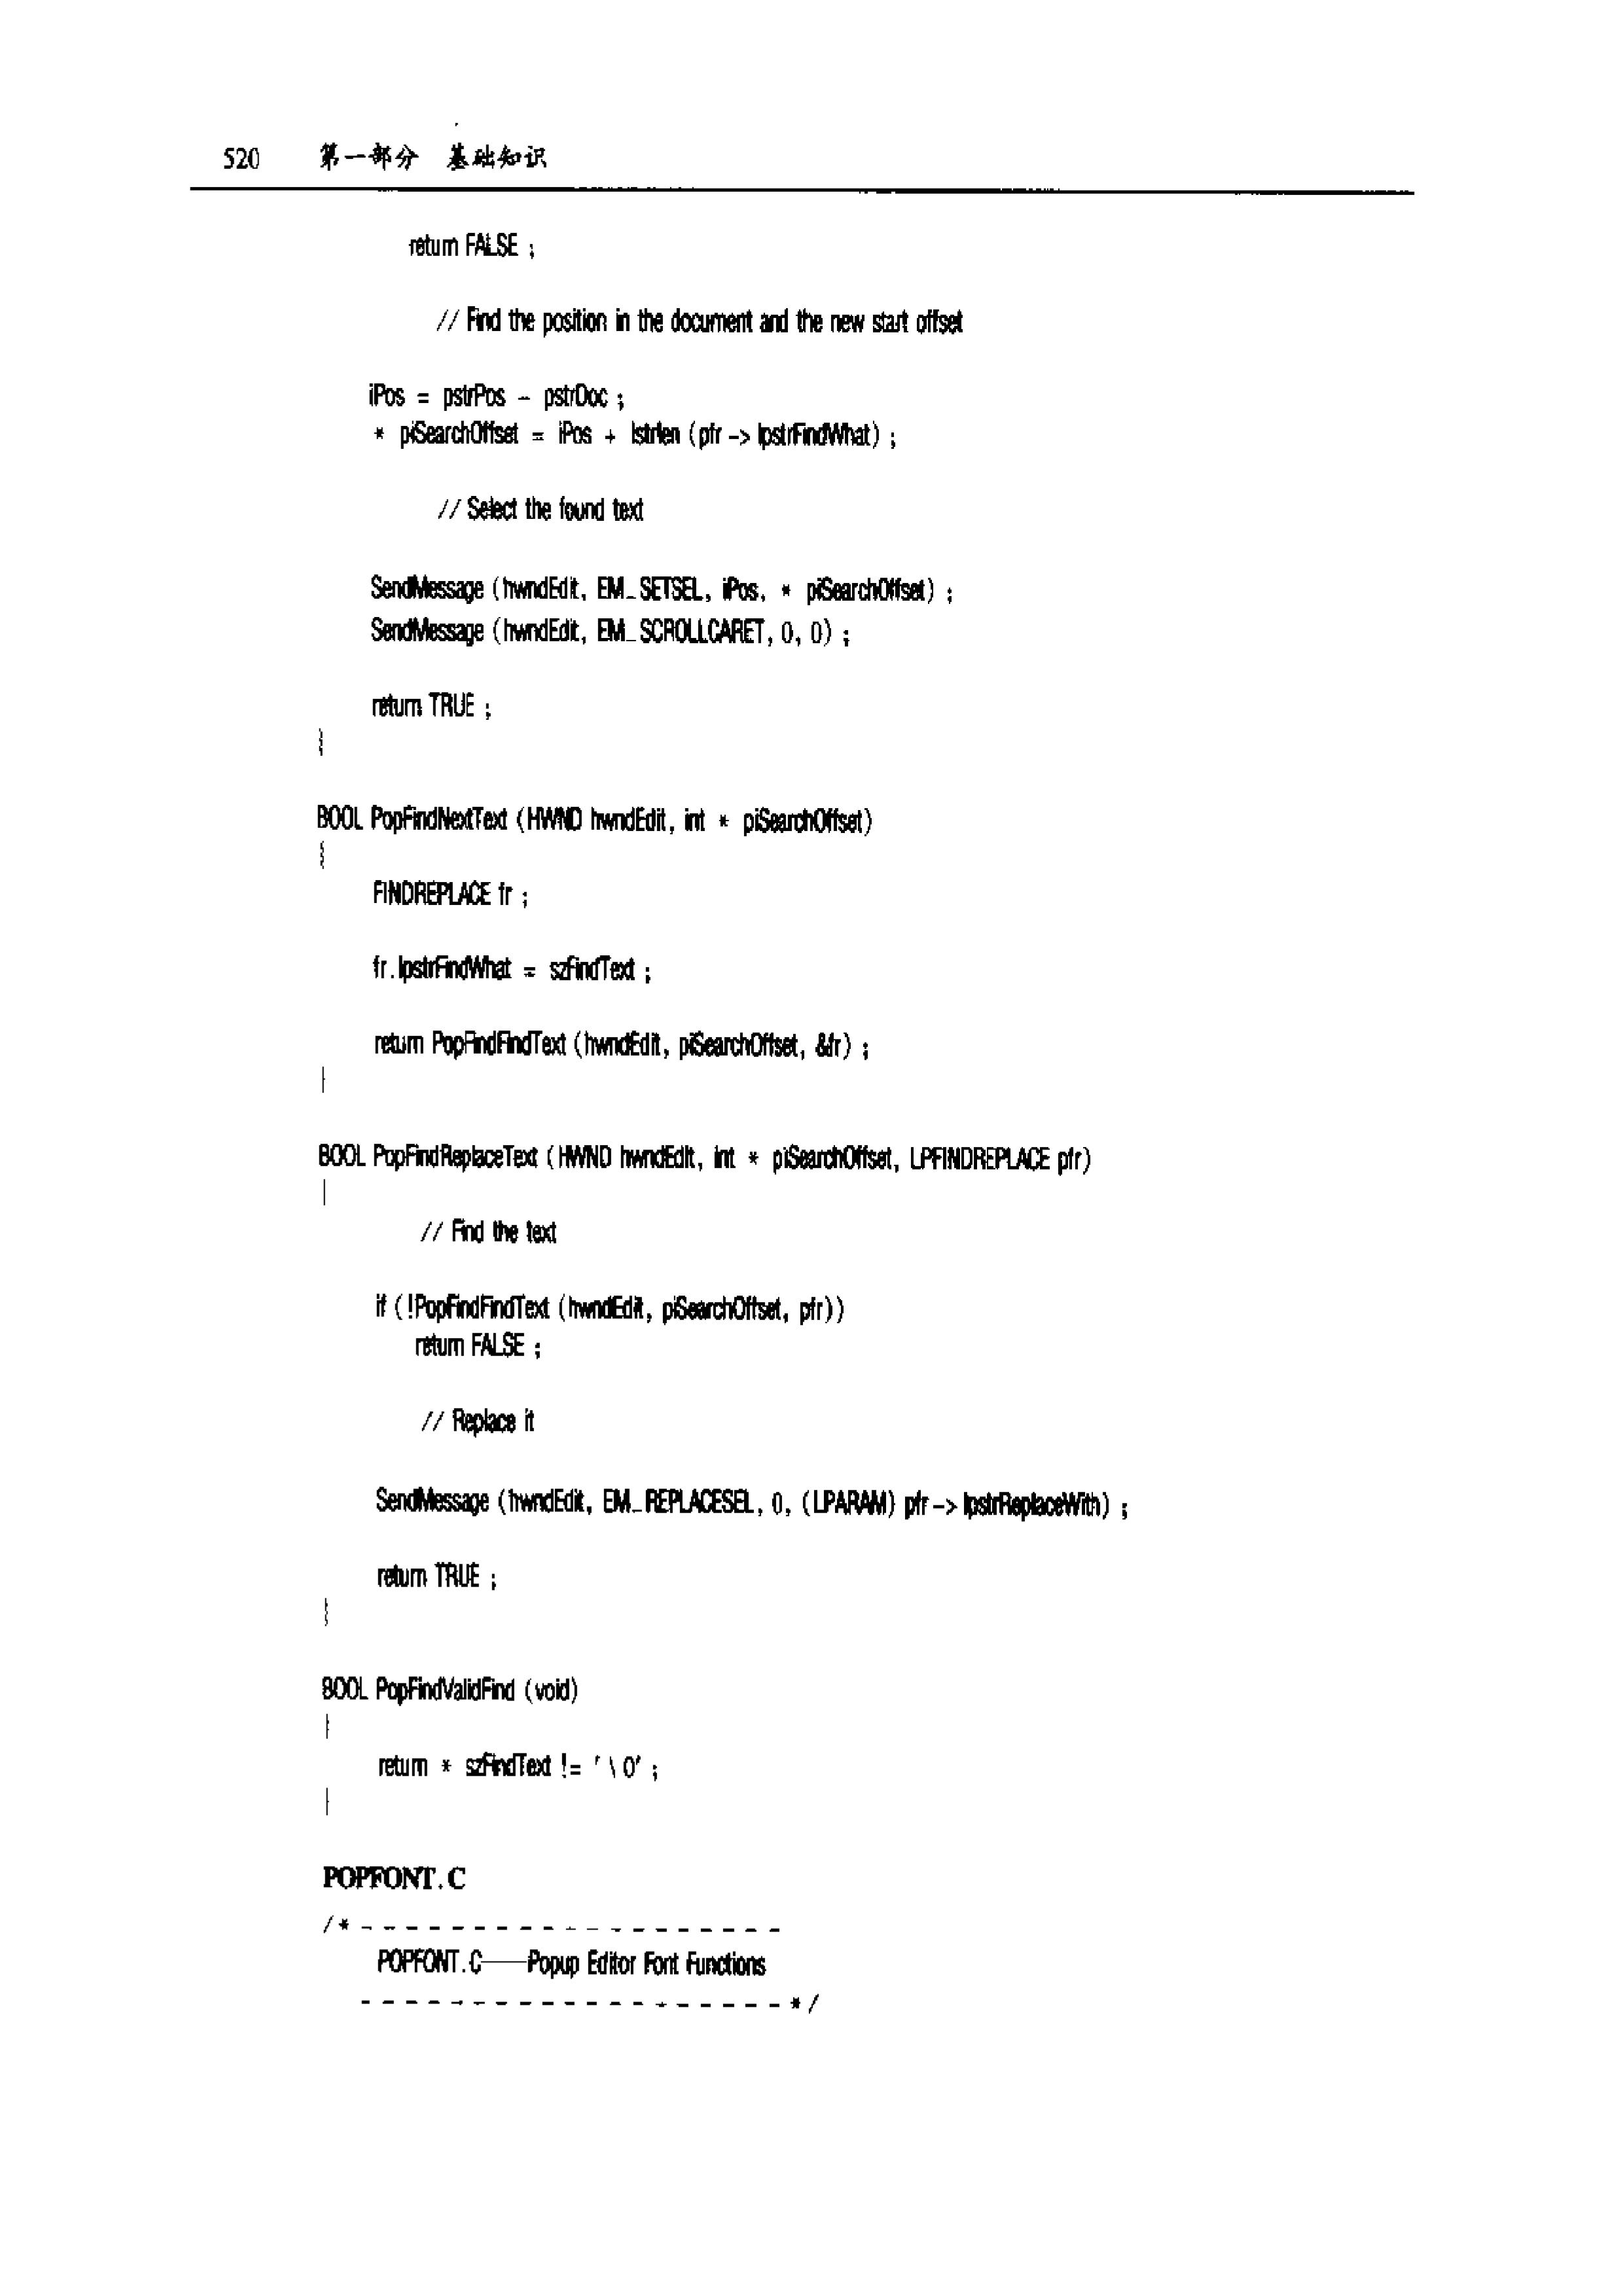 520 第一部分 基础知识
return FALSE ;
// Find the position in the document and the new start offset
iPos = pstrPos - pstrDoc ;
* piSearchOffset = iPos + lstrlen (pfr -> lpstrFindWhat) ;
// Select the found text
SendMessage (hwndEdit, EM_SETSEL, iPos, * piSearchOffset) ;
SendMessage (hwndEdit, EM_SCROLLCARET, 0, 0) ;
return TRUE ;
}
BOOL PopFindNextText (HWND hwndEdit, int * piSearchOffset)
{
FINDREPLACE fr ;
fr.lpstrFindWhat = szFindText ;
return PopFindFindText (hwndEdit, piSearchOffset, &fr) ;
}
BOOL PopFindReplaceText (HWND hwndEdit, int * piSearchOffset, LPFINDREPLACE pfr)
{
// Find the text
if (!PopFindFindText (hwndEdit, piSearchOffset, pfr))
return FALSE ;
// Replace it
SendMessage (hwndEdit, EM_REPLACESEL, 0, (LPARAM) pfr -> lpstrReplaceWith) ;
return TRUE ;
}
BOOL PopFindValidFind (void)
{
return * szFindText != '\0' ;
}
POPFONT.C
/* - - - - - - - - - - - - - - - - - - -
POPFONT.C——Popup Editor Font Functions
- - - - - - - - - - - - - - - - - - - */